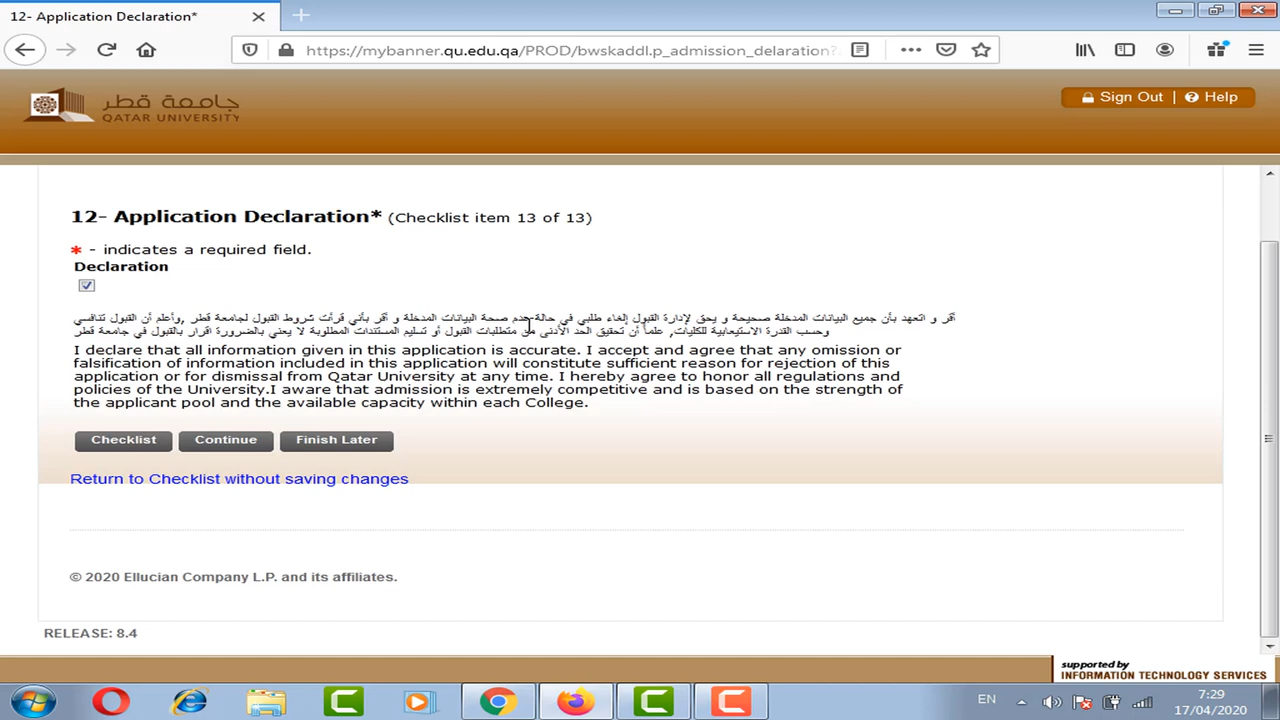 12- Application Declaration*
https://mybanner.qu.edu.qa/PROD/bwskaddl.p_admission_delaration?
جامعة قطر
QATAR UNIVERSITY
Sign Out | Help
12- Application Declaration* (Checklist item 13 of 13)
* - indicates a required field.
Declaration
أقر و اتعهد بأن جميع البيانات المدخلة صحيحة و يحق لإدارة القبول إلغاء طلبي في حالة عدم صحة البيانات المدخلة و أقر بأني قرأت شروط القبول لجامعة قطر ,وأعلم أن القبول تنافسي
وحسب القدرة الاستيعابية للكليات, علماً أن تحقيق الحد الأدنى من متطلبات القبول أو تسليم المستندات المطلوبة لا يعني بالضرورة اقرار بالقبول في جامعة قطر
I declare that all information given in this application is accurate. I accept and agree that any omission or
falsification of information included in this application will constitute sufficient reason for rejection of this
application or for dismissal from Qatar University at any time. I hereby agree to honor all regulations and
policies of the University.I aware that admission is extremely competitive and is based on the strength of
the applicant pool and the available capacity within each College.
Checklist Continue Finish Later
Return to Checklist without saving changes
© 2020 Ellucian Company L.P. and its affiliates.
RELEASE: 8.4
supported by
INFORMATION TECHNOLOGY SERVICES
EN
7:29
17/04/2020